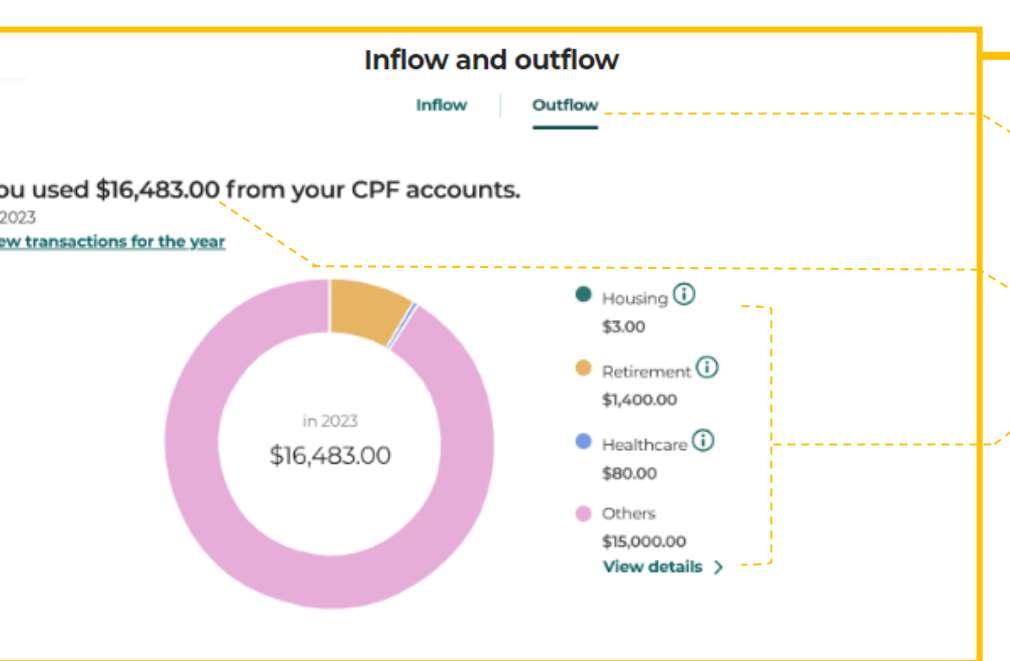 Inflow and outflow
Inflow
Outflow
ou used $16,483.00 from your CPF accounts.
2023
ew transactions for the year
in 2023
$16,483.00
Housing
$3.00
Retirement
$1,400.00
Healthcare
$80.00
Others
$15,000.00
View details >